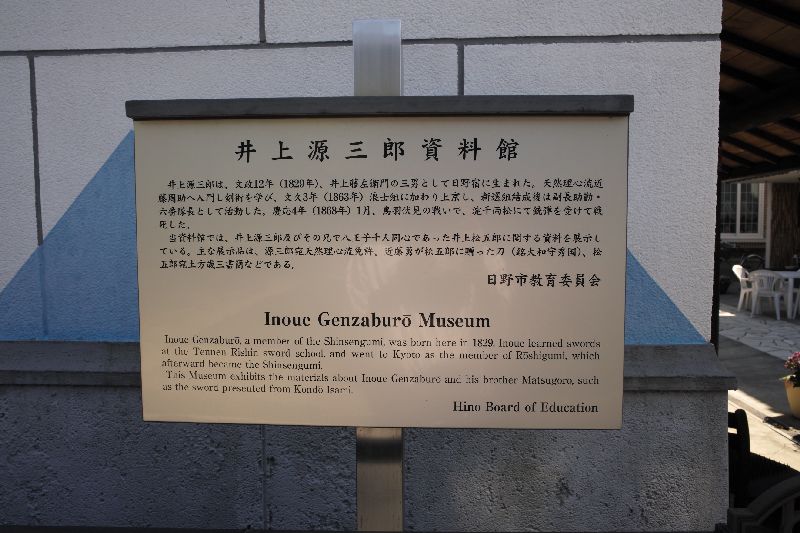 井上源三郎資料館
井上源三郎は、文政12年(1829年)、井上藤左衛門の三男として日野宿に生まれた。天然理心流近
藤周助へ入門し剣術を学び、文久3年(1863年)浪士組に加わり上京し、新選組結成後は副長助勤・
六番隊長として活動した。慶応4年(1868年)1月、鳥羽伏見の戦いで、淀千両松にて銃弾を受けて戦
死した。
当資料館では、井上源三郎及びその兄で八王子千人同心であった井上松五郎に関する資料を展示し
ている。主な展示品は、源三郎宛天然理心流免許、近藤勇が松五郎に贈った刀(銘大和守秀国)、松
五郎宛土方歳三書簡などである。
日野市教育委員会
Inoue Genzaburō Museum
Inoue Genzaburō, a member of the Shinsengumi, was born here in 1829. Inoue learned swords
at the Tennen Rishin sword school, and went to Kyoto as the member of Rōshigumi, which
afterward became the Shinsengumi.
This Museum exhibits the materials about Inoue Genzaburō and his brother Matsugoro, such
as the sword presented from Kondō Isami.
Hino Board of Education